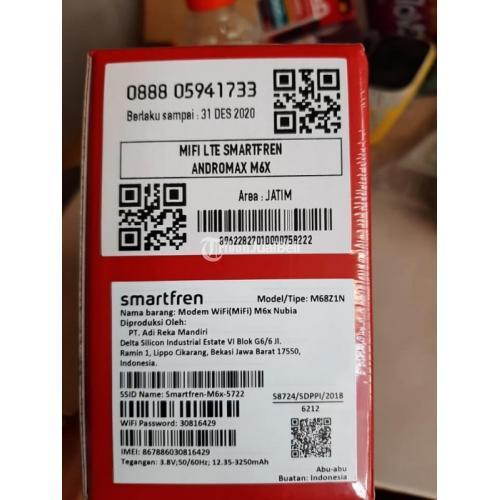 0888 05941733
Berlaku sampai : 31 DES 2020
MIFI LTE SMARTFREN
ANDROMAX M6X
Area : JATIM
8962282701000075​9222
smartfren
Model/Tipe: M68Z1N
Nama barang: Modem WiFi(MiFi) M6x Nubia
Diproduksi Oleh:
PT. Adi Reka Mandiri
Delta Silicon Industrial Estate VI Blok G6/6 Jl.
Ramin 1, Lippo Cikarang, Bekasi Jawa Barat 17550,
Indonesia.
SSID Name: Smartfren-M6x-5722
58724/SDPPI/2018
6212
WiFi Password: 30816429
IMEI: 867886030816429
Tegangan: 3.8V;50/60Hz; 12.35-3250mAh
Abu-abu
Buatan: Indonesia